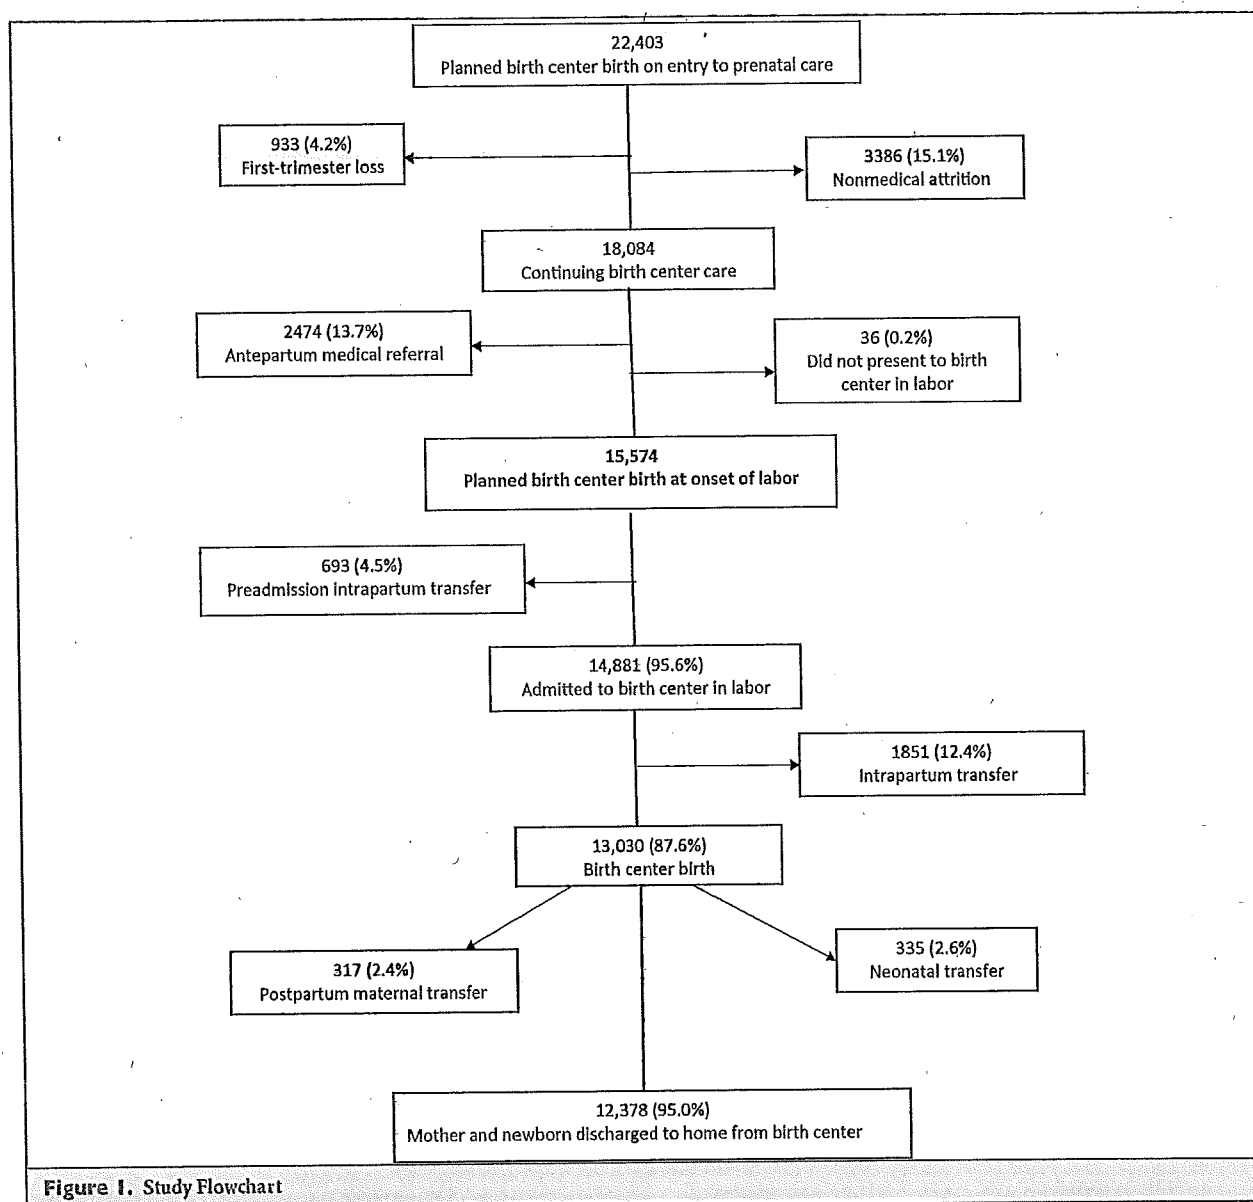 22,403
Planned birth center birth on entry to prenatal care
933 (4.2%)
First-trimester loss
3386 (15.1%)
Nonmedical attrition
18,084
Continuing birth center care
2474 (13.7%)
Antepartum medical referral
36 (0.2%)
Did not present to birth
center in labor
15,574
Planned birth center birth at onset of labor
693 (4.5%)
Preadmission intrapartum transfer
14,881 (95.6%)
Admitted to birth center in labor
1851 (12.4%)
Intrapartum transfer
13,030 (87.6%)
Birth center birth
317 (2.4%)
Postpartum maternal transfer
335 (2.6%)
Neonatal transfer
12,378 (95.0%)
Mother and newborn discharged to home from birth center
Figure 1. Study Flowchart